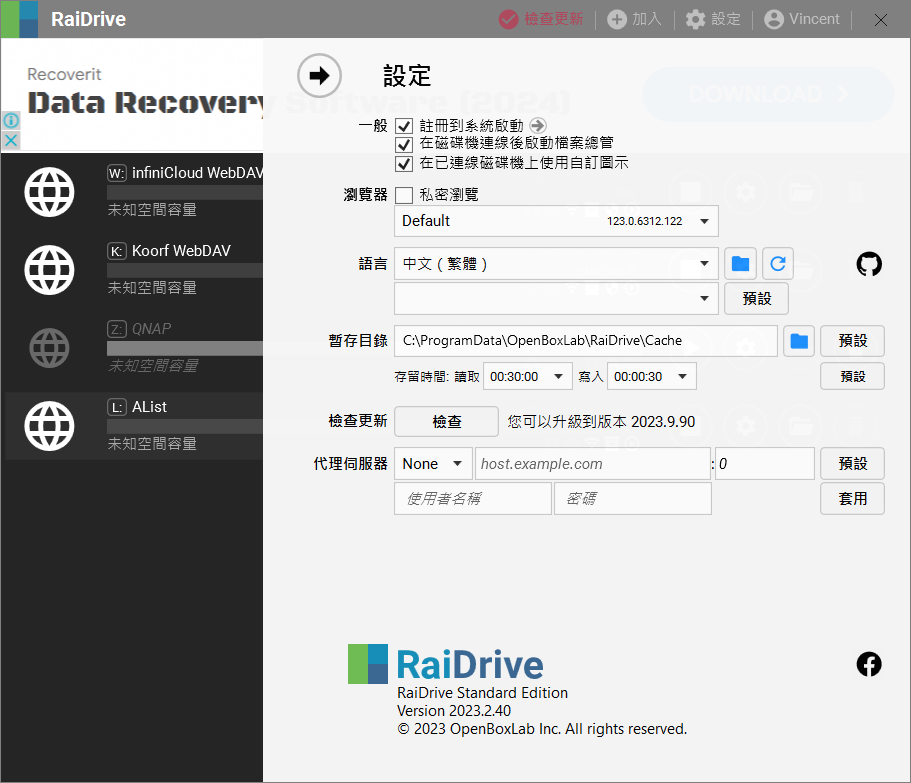 RaiDrive
檢查更新
加入
設定
Vincent
Recoverit
Data Recovery Software (2024)
DOWNLOAD
設定
一般
註冊到系統啟動
在磁碟機連線後啟動檔案總管
在已連線磁碟機上使用自訂圖示
W: infiniCloud WebDAV
未知空間容量
瀏覽器
私密瀏覽
Default
123.0.6312.122
K: Koorf WebDAV
未知空間容量
語言
中文 ( 繁體 )
預設
Z: QNAP
未知空間容量
暫存目錄
C:\ProgramData\OpenBoxLab\RaiDrive\Cache
預設
存留時間: 讀取 00:30:00 寫入 00:00:30
預設
L: AList
未知空間容量
檢查更新
檢查
您可以升級到版本 2023.9.90
代理伺服器
None
host.example.com
: 0
預設
使用者名稱
密碼
套用
RaiDrive
RaiDrive Standard Edition
Version 2023.2.40
© 2023 OpenBoxLab Inc. All rights reserved.